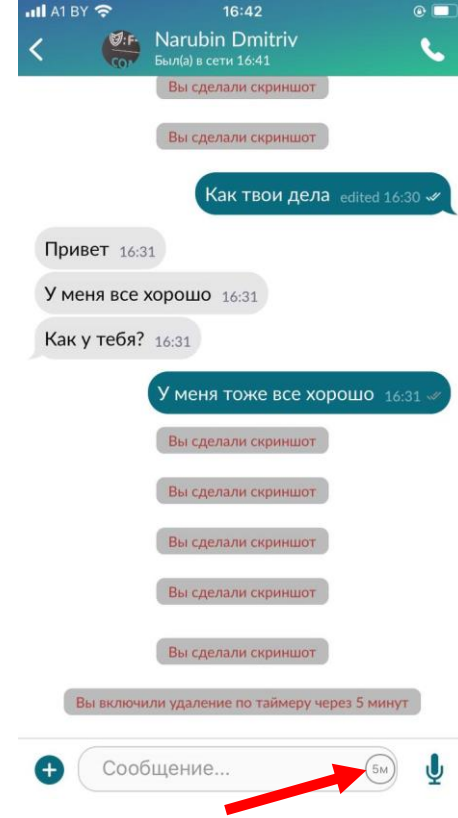 A1 BY 16:42
Narubin Dmitriv
Был(а) в сети 16:41
Вы сделали скриншот
Вы сделали скриншот
Как твои дела edited 16:30
Привет 16:31
У меня все хорошо 16:31
Как у тебя? 16:31
У меня тоже все хорошо 16:31
Вы сделали скриншот
Вы сделали скриншот
Вы сделали скриншот
Вы сделали скриншот
Вы сделали скриншот
Вы включили удаление по таймеру через 5 минут
Сообщение... 5м